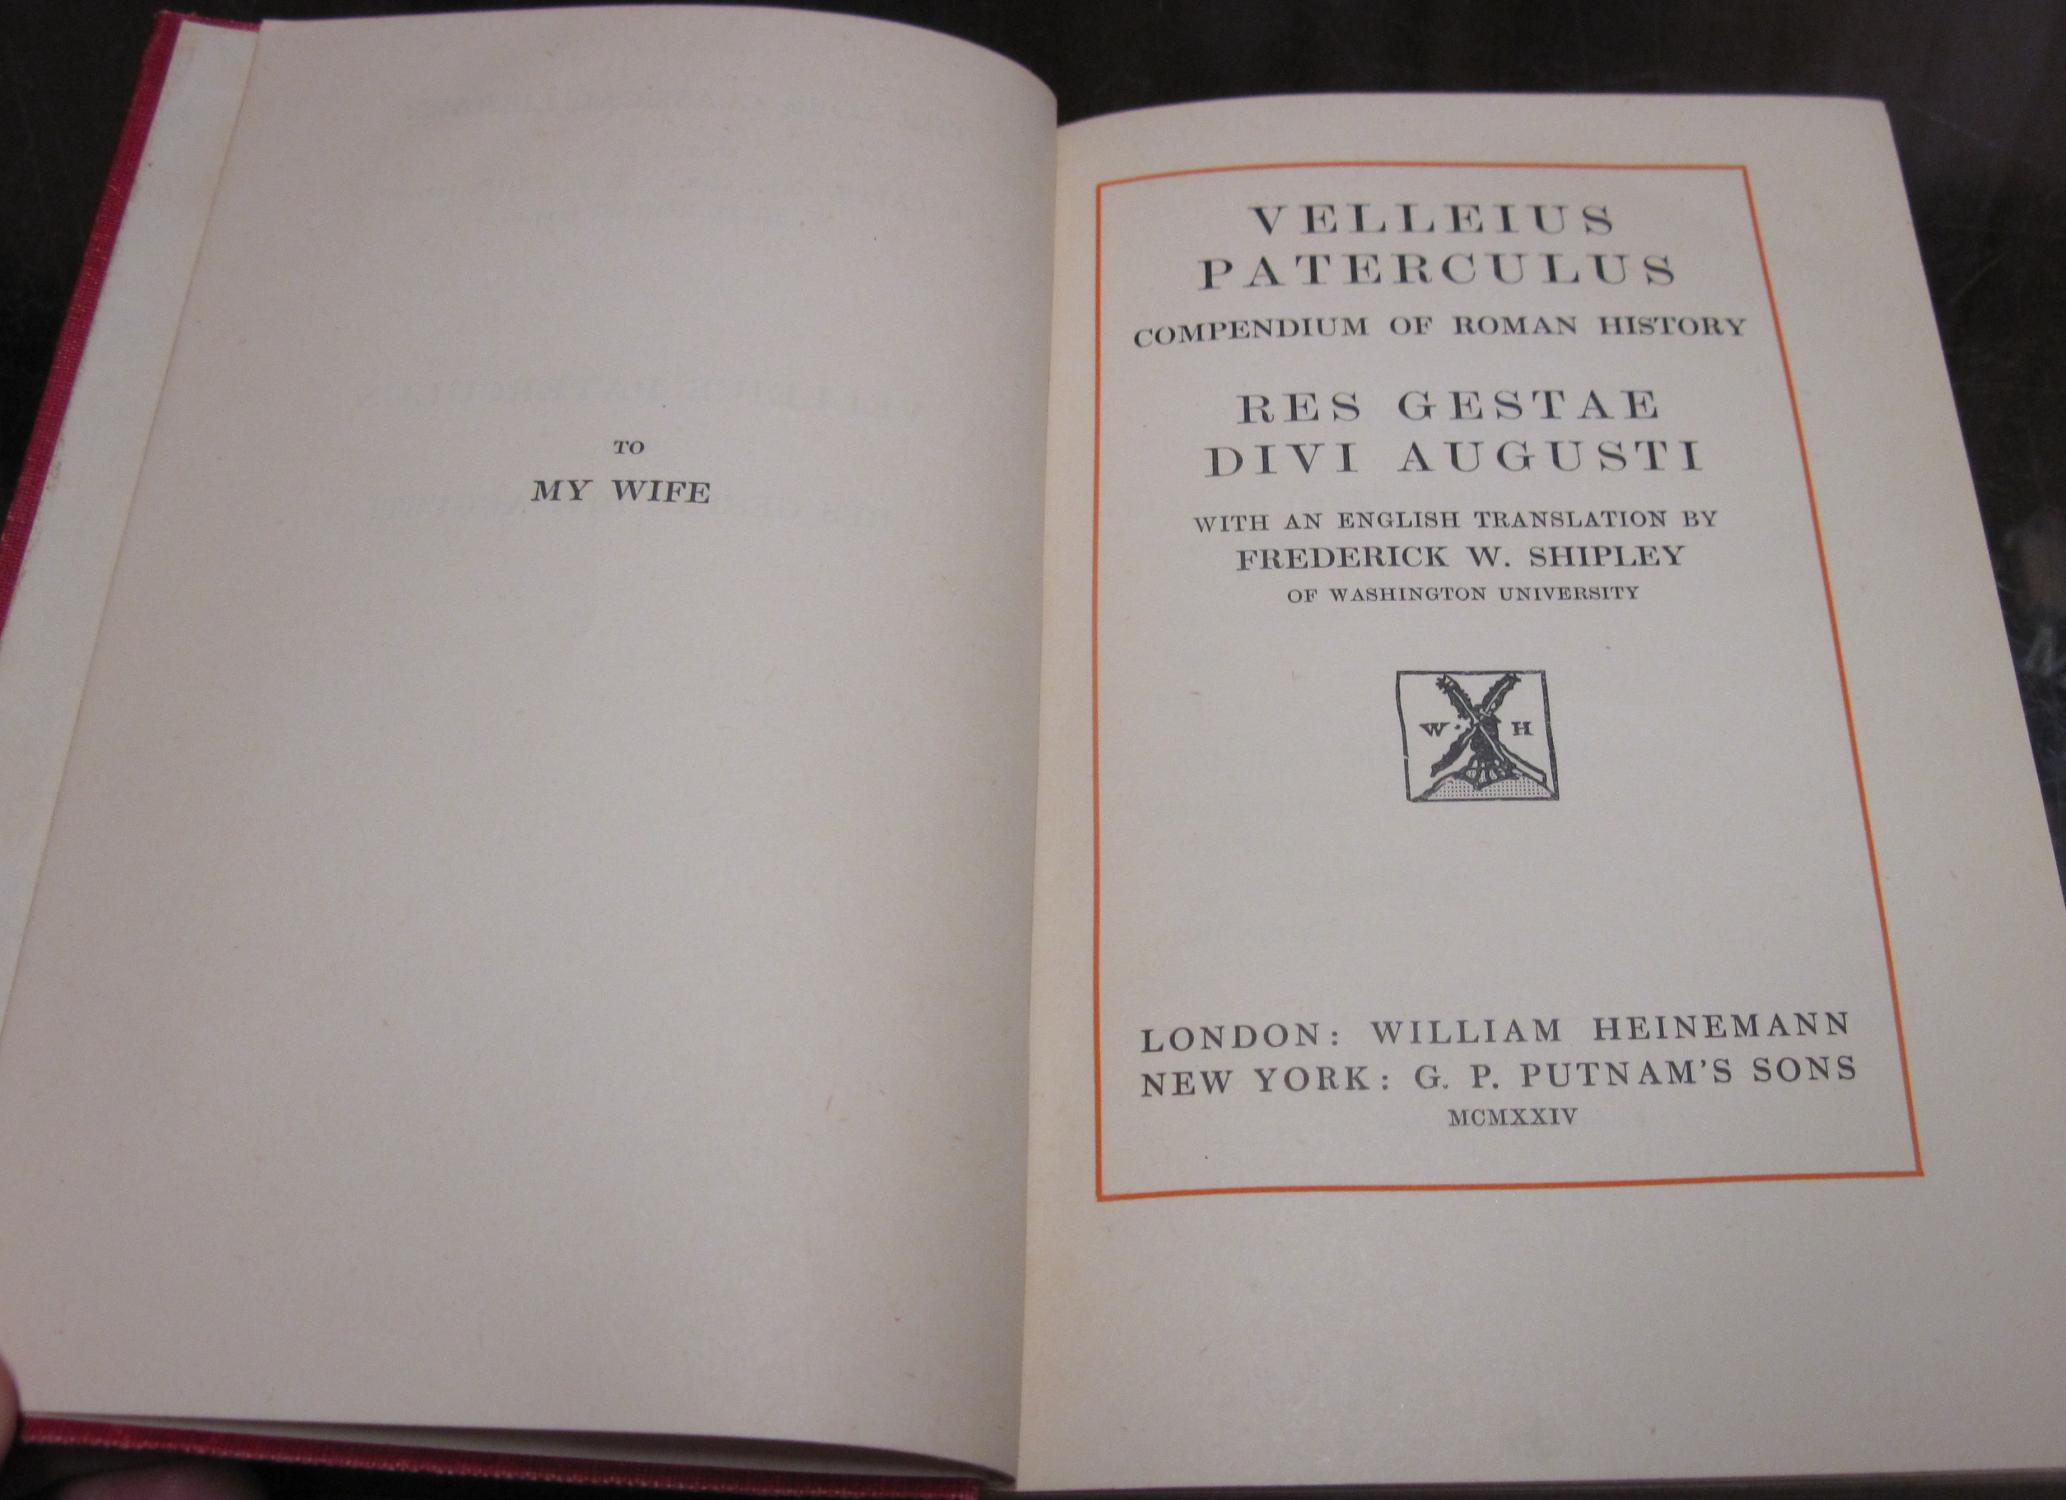 TO
MY WIFE
VELLEIUS
PATERCULUS
COMPENDIUM OF ROMAN HISTORY
RES GESTAE
DIVI AUGUSTI
WITH AN ENGLISH TRANSLATION BY
FREDERICK W. SHIPLEY
OF WASHINGTON UNIVERSITY
W H
LONDON: WILLIAM HEINEMANN
NEW YORK: G. P. PUTNAM'S SONS
MCMXXIV